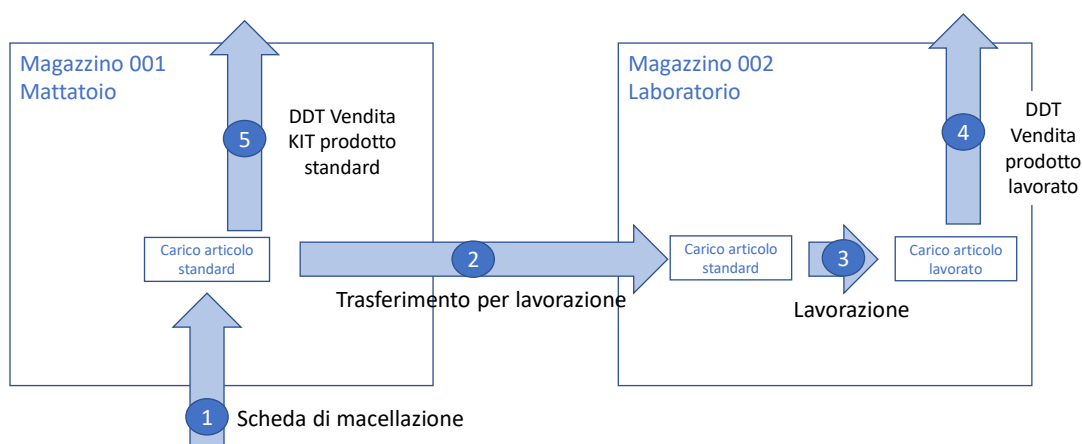 Magazzino 001
Mattatoio
5
DDT Vendita
KIT prodotto
standard
Carico articolo
standard
1
Scheda di macellazione
2
Trasferimento per lavorazione
Magazzino 002
Laboratorio
Carico articolo
standard
3
Lavorazione
Carico articolo
lavorato
4
DDT
Vendita
prodotto
lavorato